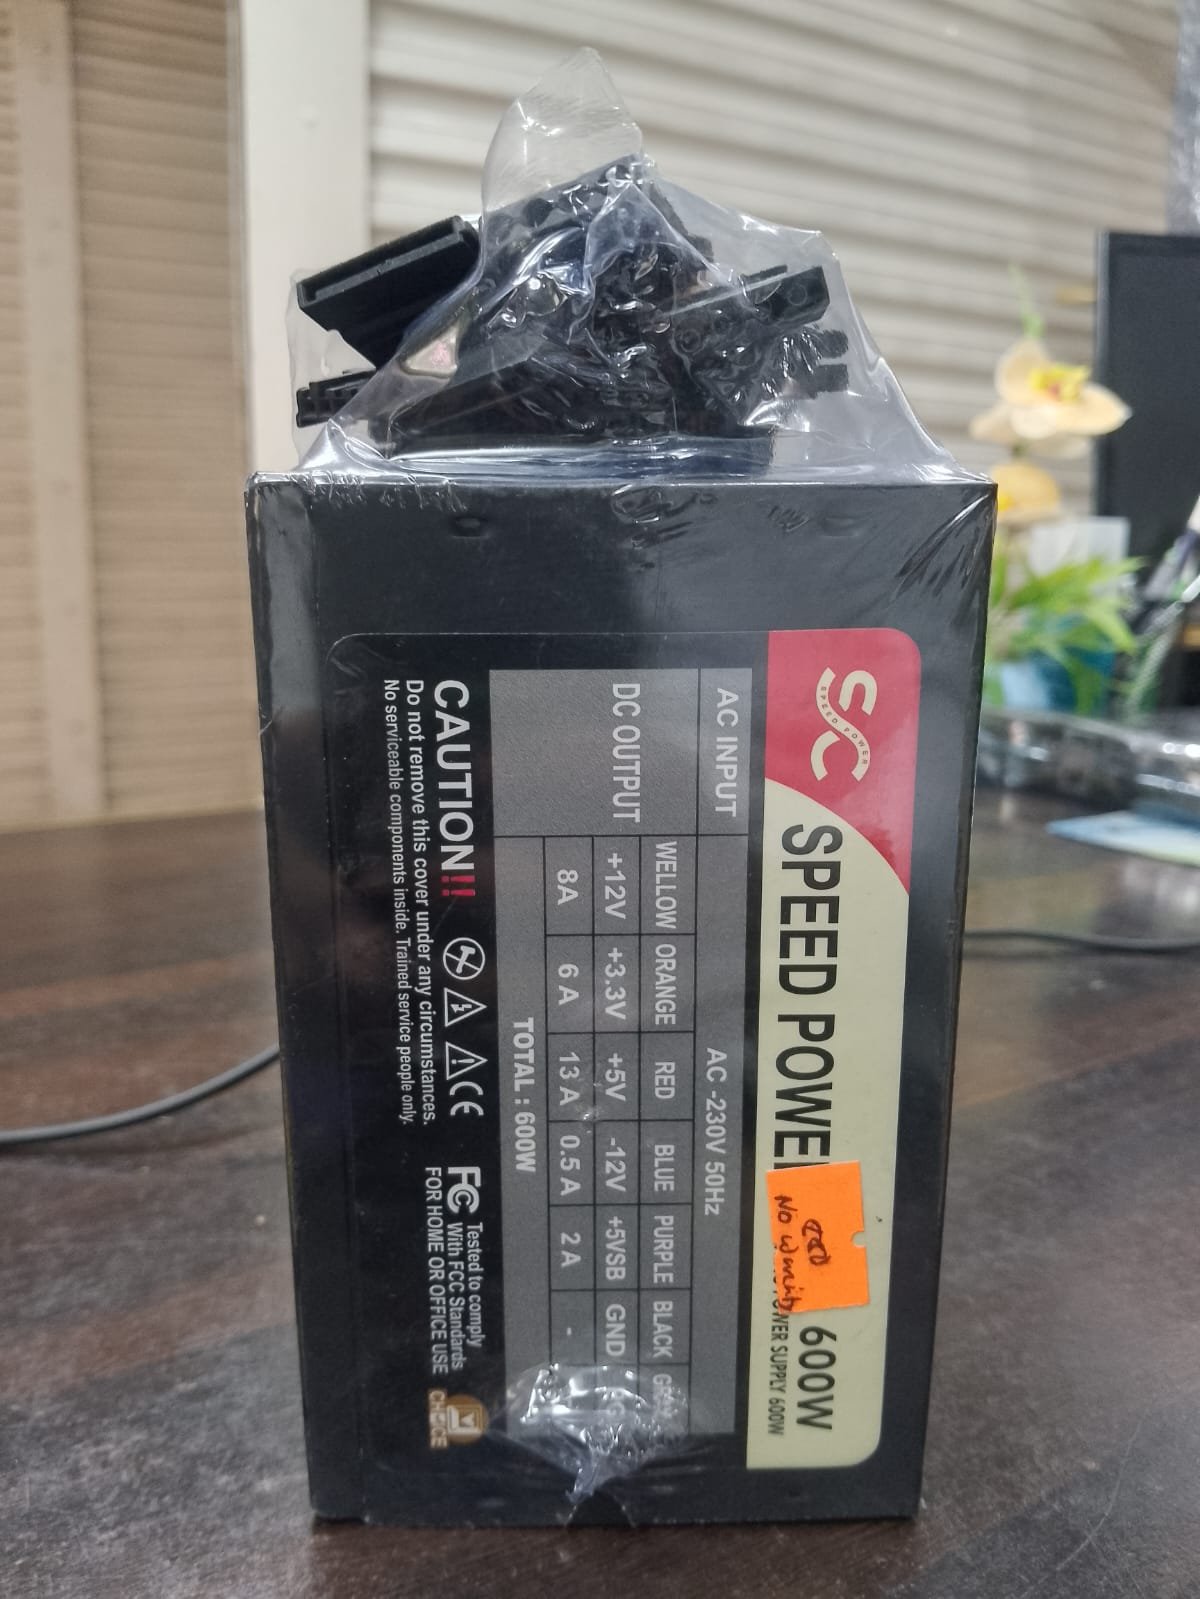 SC
SPEED POWER
SPEED POWE 600W
POWER SUPPLY 600W
No
AC INPUT AC -230V 50Hz
DC OUTPUT WELLOW ORANGE RED BLUE PURPLE BLACK
+12V +3.3V +5V -12V +5VSB GND
8A 6 A 13 A 0.5 A 2 A -
TOTAL : 600W
CAUTION!!
Do not remove this cover under any circumstances.
No serviceable components inside. Trained service people only.
CE
FC Tested to comply
With FCC Standards
FOR HOME OR OFFICE USE
CHOICE